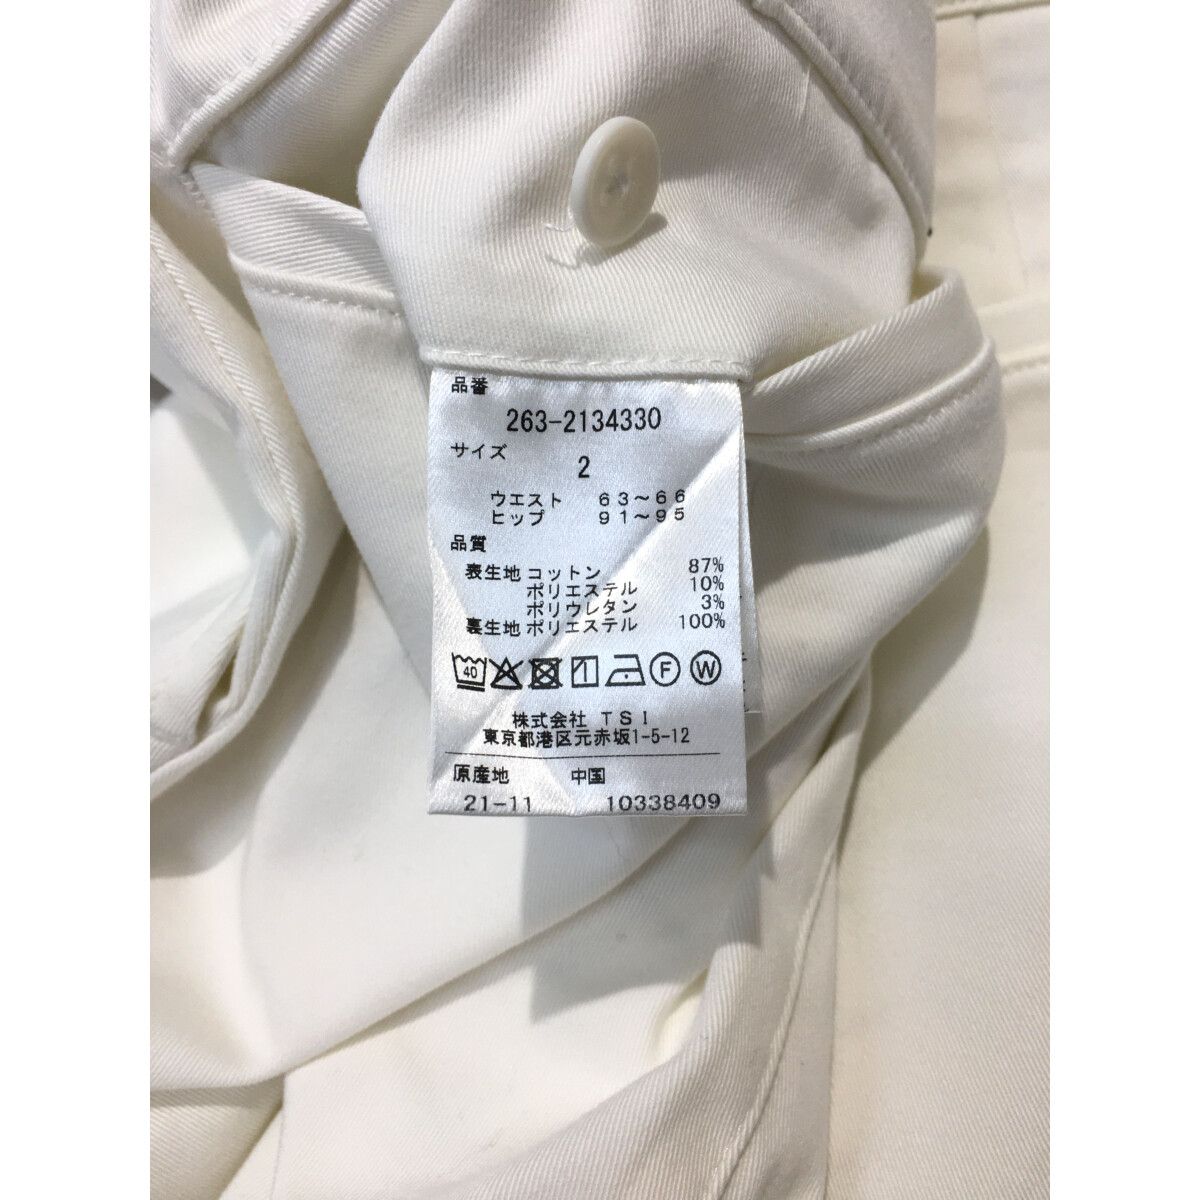 品番
263-2134330
サイズ
2
ウエスト 63～66
ヒップ 91～95
品質
表生地 コットン 87%
ポリエステル 10%
ポリウレタン 3%
裏生地 ポリエステル 100%
40 F W
株式会社 TSI
東京都港区元赤坂1-5-12
原産地 中国
21-11 10338409